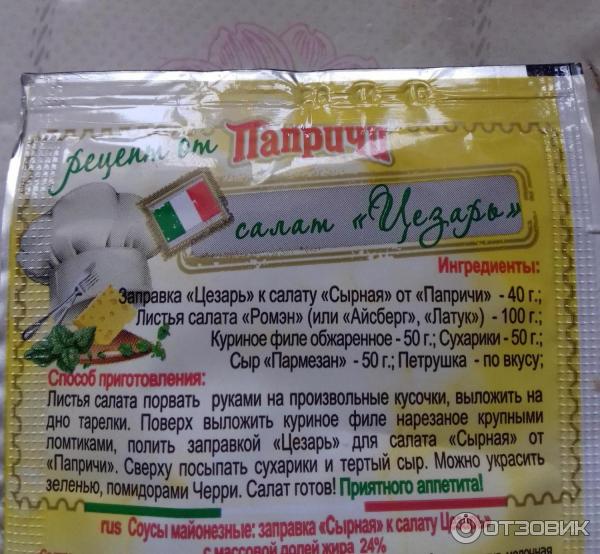 рецепт от Папричи
салат «Цезарь»
Ингредиенты:
Заправка «Цезарь» к салату «Сырная» от «Папричи» - 40 г.;
Листья салата «Ромэн» (или «Айсберг», «Латук») - 100 г.;
Куриное филе обжаренное - 50 г.; Сухарики - 50 г.;
Сыр «Пармезан» - 50 г.; Петрушка - по вкусу;
Способ приготовления:
Листья салата порвать руками на произвольные кусочки, выложить на
дно тарелки. Поверх выложить куриное филе нарезаное крупными
ломтиками, полить заправкой «Цезарь» для салата «Сырная» от
«Папричи». Сверху посыпать сухарики и тертый сыр. Можно украсить
зеленью, помидорами Черри. Салат готов! Приятного аппетита!
rus Соусы майонезные: заправка «Сырная» к салату Цезарь»
с массовой долей жира 24%
ОТЗОВИК